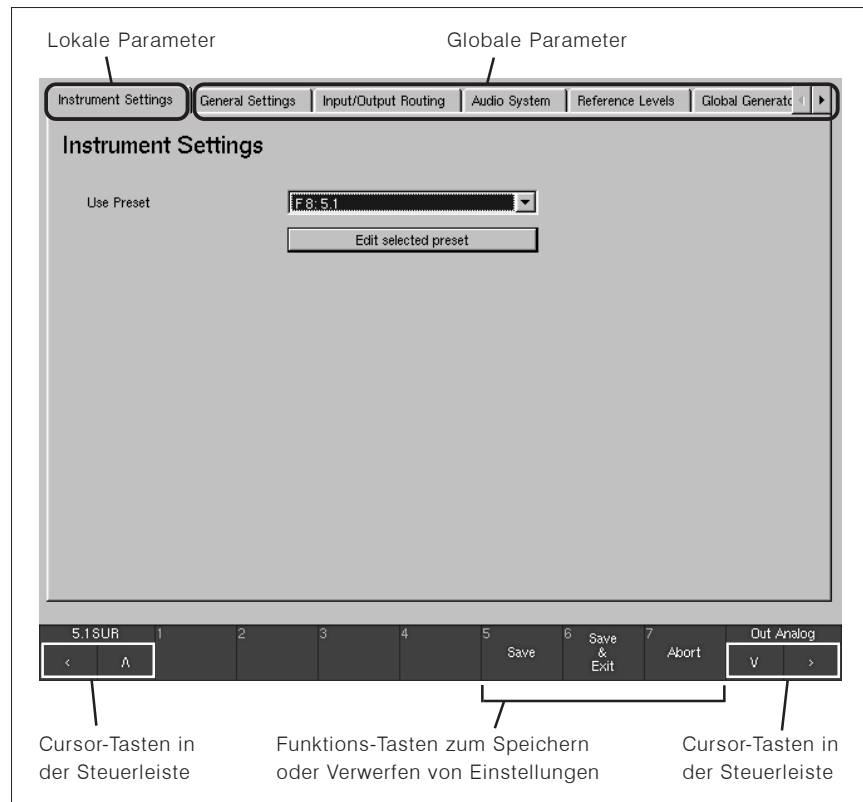 Lokale Parameter
Globale Parameter
Instrument Settings
General Settings
Input/Output Routing
Audio System
Reference Levels
Global Generato
Instrument Settings
Use Preset
F 8: 5.1
Edit selected preset
5.1SUR
1
2
3
4
5
Save
6
Save
&
Exit
7
Abort
Out Analog
<
Λ
V
>
Cursor-Tasten in
der Steuerleiste
Funktions-Tasten zum Speichern
oder Verwerfen von Einstellungen
Cursor-Tasten in
der Steuerleiste